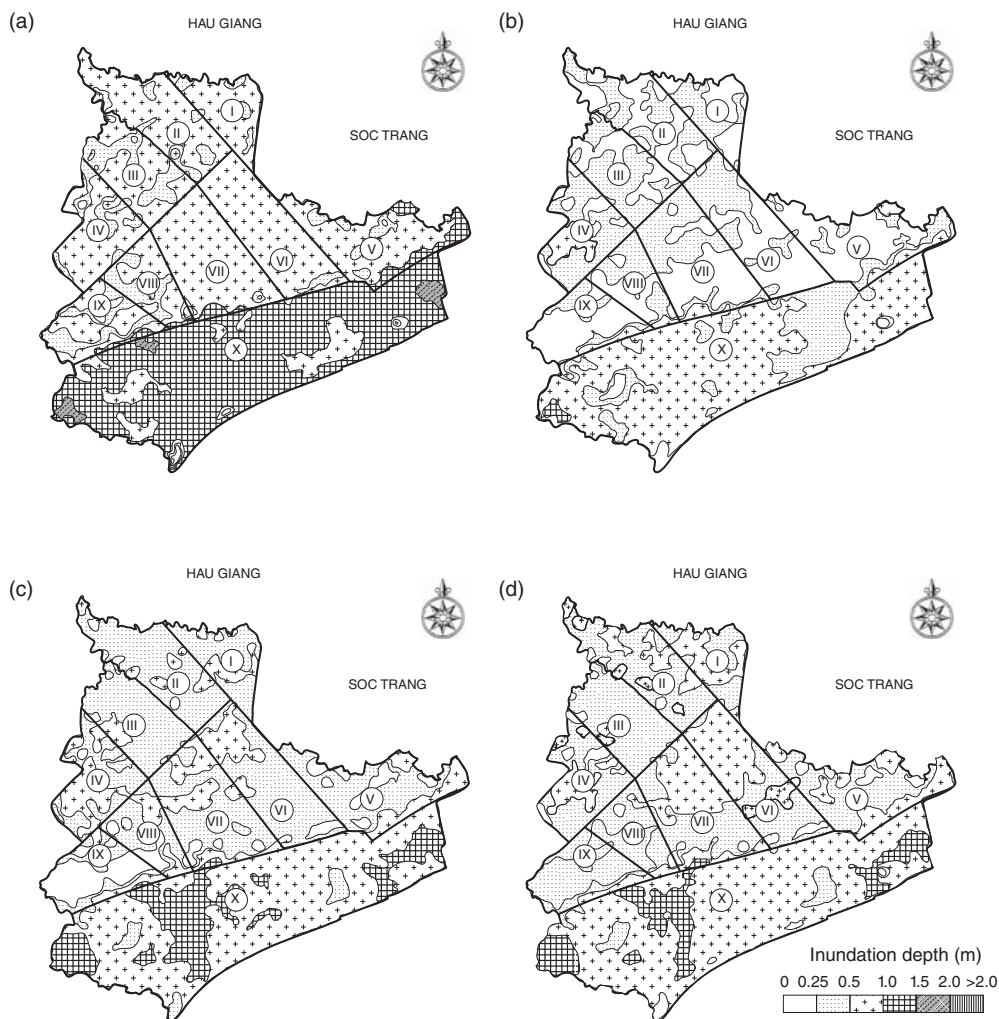 (a)
HAU GIANG
SOC TRANG
I
II
III
IV
V
VI
VII
VIII
IX
X
(b)
HAU GIANG
SOC TRANG
I
II
III
IV
V
VI
VII
VIII
IX
X
(c)
HAU GIANG
SOC TRANG
I
II
III
IV
V
VI
VII
VIII
IX
X
(d)
HAU GIANG
SOC TRANG
I
II
III
IV
V
VI
VII
VIII
IX
X
Inundation depth (m)
0 0.25 0.5 1.0 1.5 2.0 >2.0